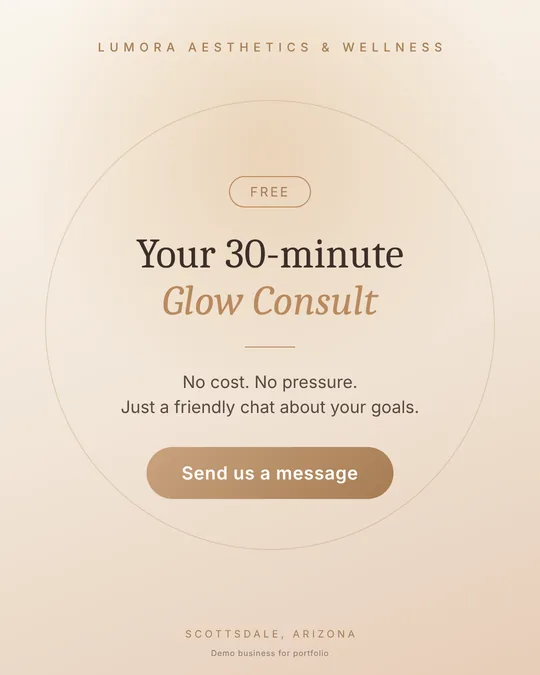 LUMORA AESTHETICS & WELLNESS
FREE
Your 30-minute
Glow Consult
No cost. No pressure.
Just a friendly chat about your goals.
Send us a message
SCOTTSDALE, ARIZONA
Demo business for portfolio